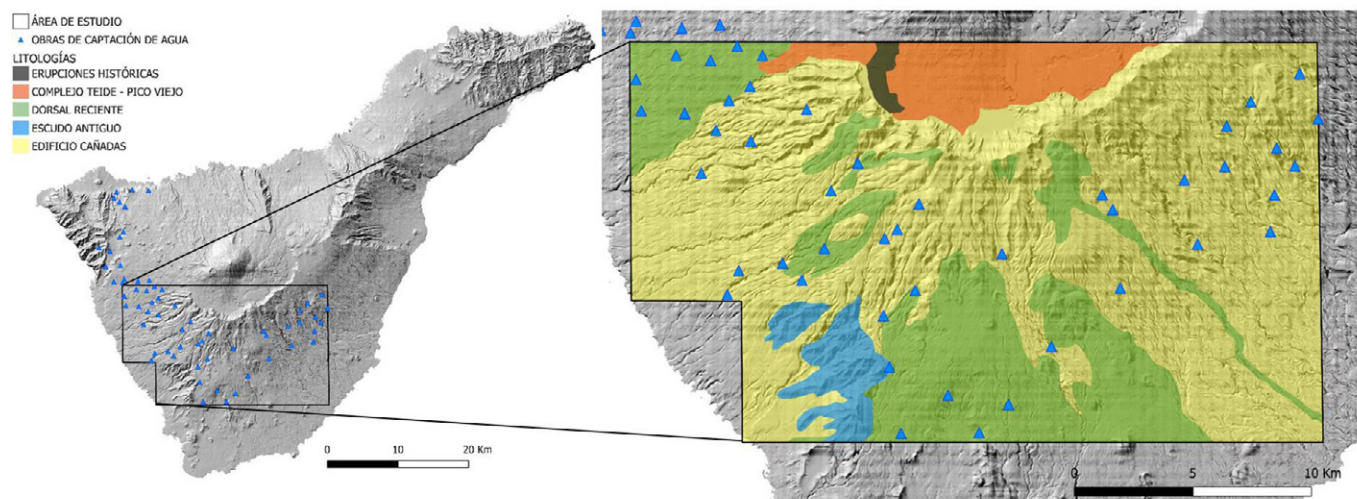 ÁREA DE ESTUDIO
OBRAS DE CAPTACIÓN DE AGUA
LITOLOGÍAS
ERUPCIONES HISTÓRICAS
COMPLEJO TEIDE - PICO VIEJO
DORSAL RECIENTE
ESCUDO ANTIGUO
EDIFICIO CAÑADAS
0 10 20 Km
0 5 10 Km